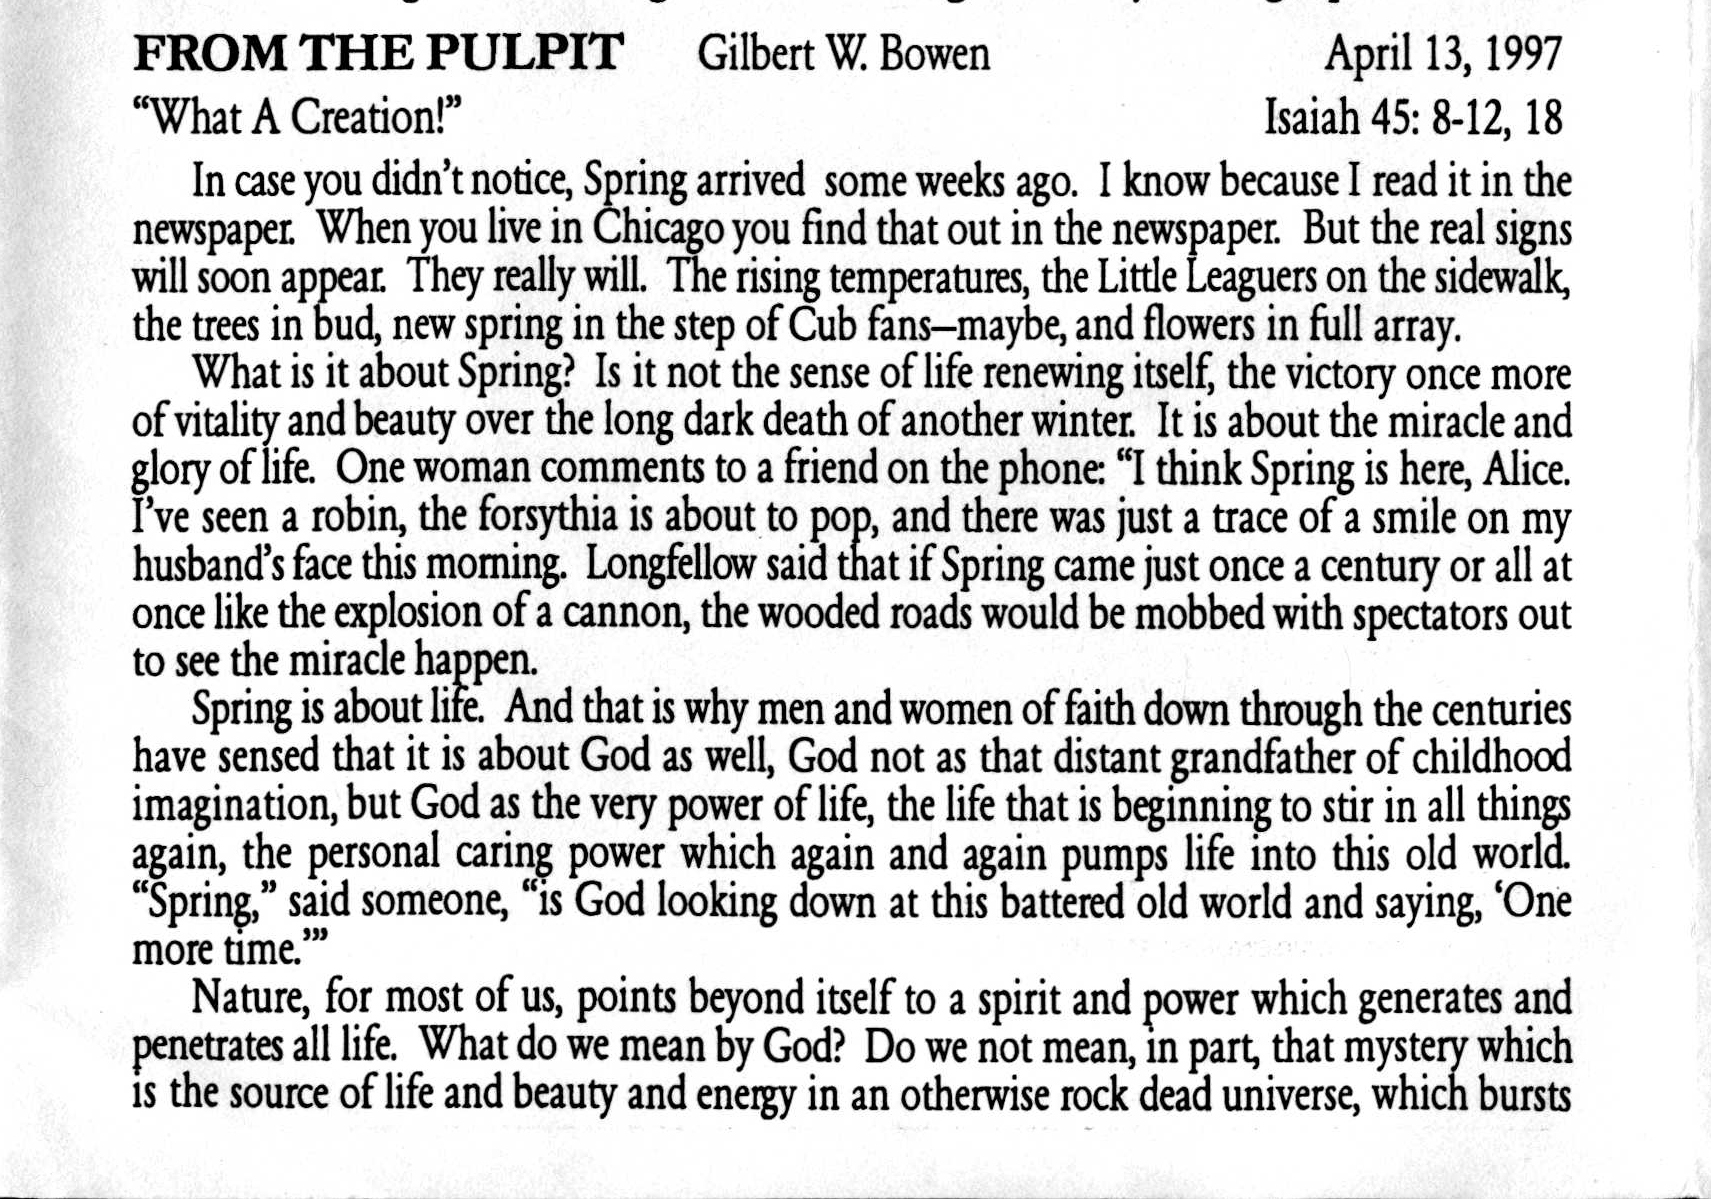 FROM THE PULPIT Gilbert W. Bowen April 13, 1997
“What A Creation!” Isaiah 45: 8-12, 18
In case you didn’t notice, Spring arrived some weeks ago. I know because I read it in the
newspaper. When you live in Chicago you find that out in the newspaper. But the real signs
will soon appear. They really will. The rising temperatures, the Little Leaguers on the sidewalk,
the trees in bud, new spring in the step of Cub fans–maybe, and flowers in full array.
What is it about Spring? Is it not the sense of life renewing itself, the victory once more
of vitality and beauty over the long dark death of another winter. It is about the miracle and
glory of life. One woman comments to a friend on the phone: “I think Spring is here, Alice.
I’ve seen a robin, the forsythia is about to pop, and there was just a trace of a smile on my
husband’s face this morning. Longfellow said that if Spring came just once a century or all at
once like the explosion of a cannon, the wooded roads would be mobbed with spectators out
to see the miracle happen.
Spring is about life. And that is why men and women of faith down through the centuries
have sensed that it is about God as well, God not as that distant grandfather of childhood
imagination, but God as the very power of life, the life that is beginning to stir in all things
again, the personal caring power which again and again pumps life into this old world.
“Spring,” said someone, “is God looking down at this battered old world and saying, ‘One
more time.’”
Nature, for most of us, points beyond itself to a spirit and power which generates and
penetrates all life. What do we mean by God? Do we not mean, in part, that mystery which
is the source of life and beauty and energy in an otherwise rock dead universe, which bursts